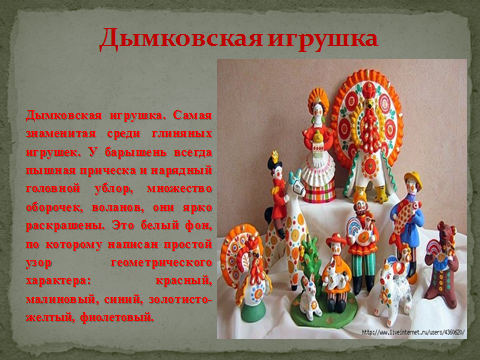 Дымковская игрушка
Дымковская игрушка. Самая
знаменитая среди глиняных
игрушек. У барышень всегда
пышная прическа и нарядный
головной ублор, множество
оборочек, воланов, они ярко
раскрашены. Это белый фон,
по которому написан простой
узор геометрического
характера: красный,
малиновый, синий, золотисто-
желтый, фиолетовый.
http://www.liveinternet.ru/users/4360620/